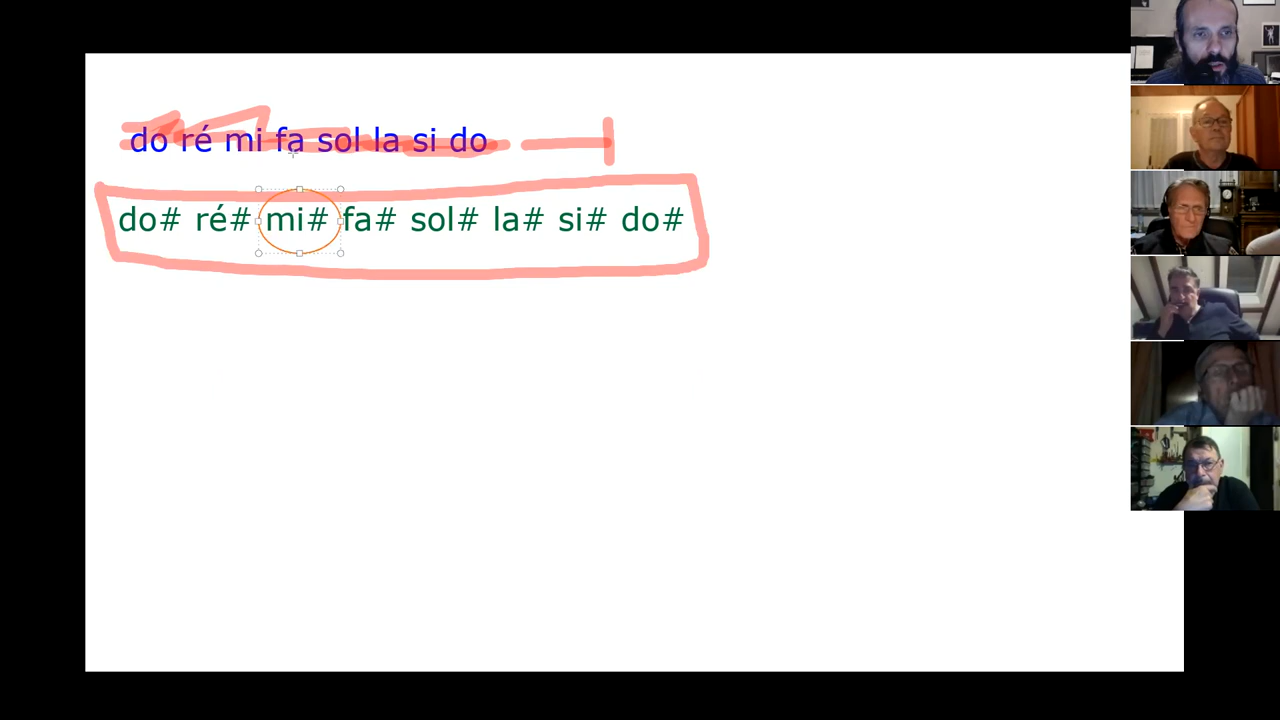 do ré mi fa sol la si do
do# ré# mi# fa# sol# la# si# do#